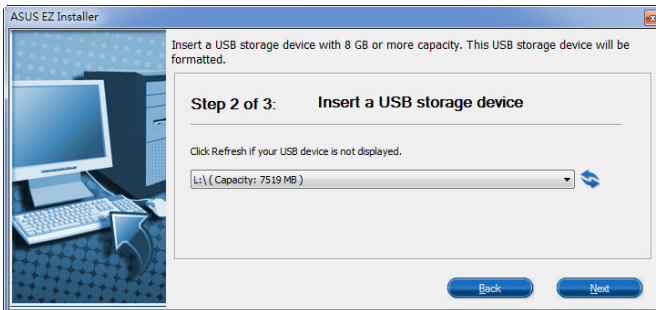 ASUS EZ Installer
Insert a USB storage device with 8 GB or more capacity. This USB storage device will be
formatted.
Step 2 of 3: Insert a USB storage device
Click Refresh if your USB device is not displayed.
L:\ ( Capacity: 7519 MB )
Back Next